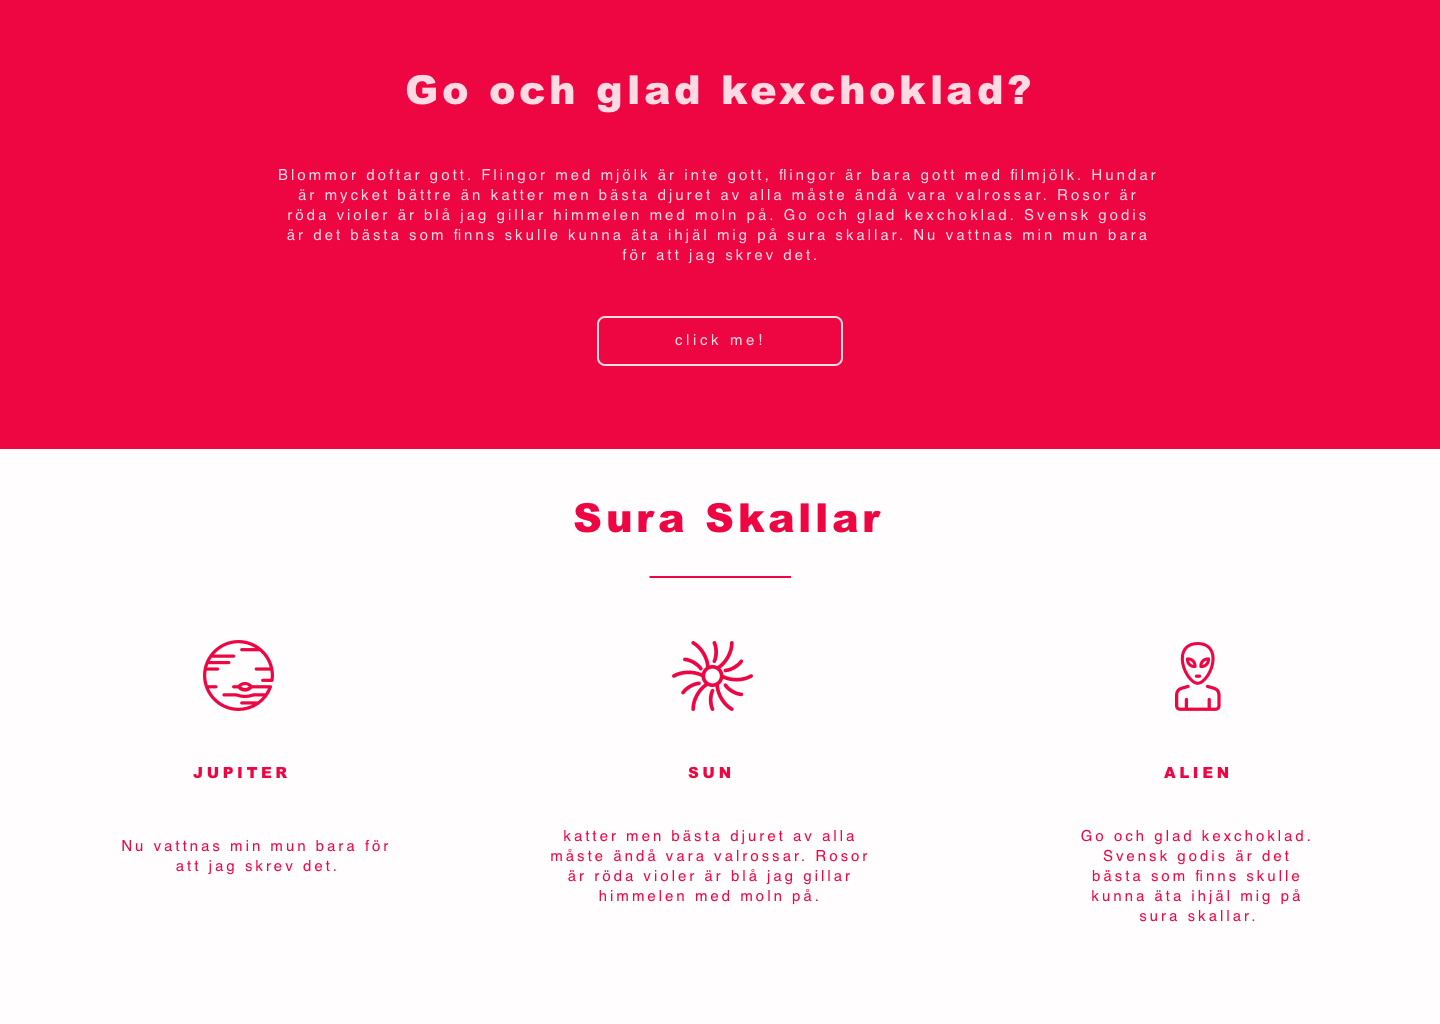 Go och glad kexchoklad?
Blommor doftar gott. Flingor med mjölk är inte gott, flingor är bara gott med filmjölk. Hundar
är mycket bättre än katter men bästa djuret av alla måste ändå vara valrossar. Rosor är
röda violer är blå jag gillar himmelen med moln på. Go och glad kexchoklad. Svensk godis
är det bästa som finns skulle kunna äta ihjäl mig på sura skallar. Nu vattnas min mun bara
för att jag skrev det.
click me!
Sura Skallar
JUPITER
Nu vattnas min mun bara för
att jag skrev det.
SUN
katter men bästa djuret av alla
måste ändå vara valrossar. Rosor
är röda violer är blå jag gillar
himmelen med moln på.
ALIEN
Go och glad kexchoklad.
Svensk godis är det
bästa som finns skulle
kunna äta ihjäl mig på
sura skallar.